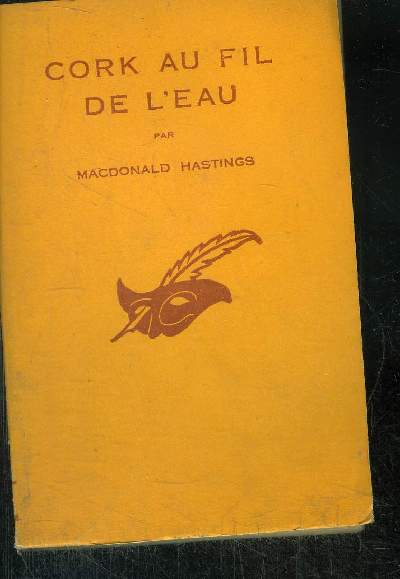 CORK AU FIL
DE L'EAU
PAR
MACDONALD HASTINGS